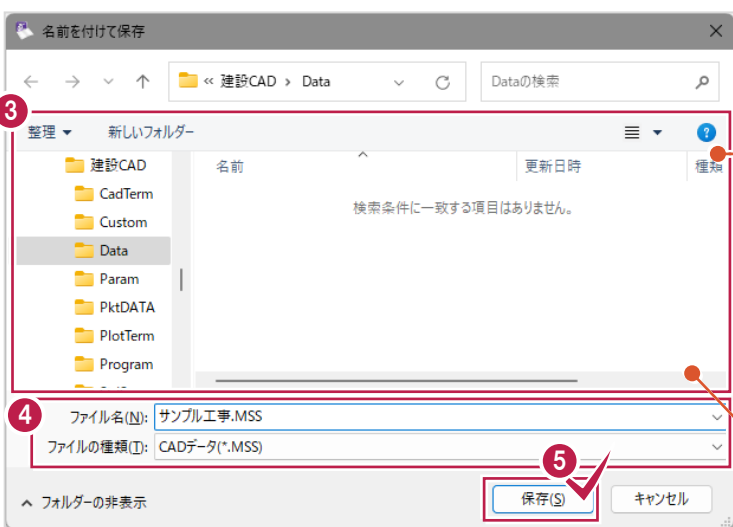 名前を付けて保存
« 建設CAD › Data
Dataの検索
3
整理
新しいフォルダー
?
建設CAD
名前
更新日時
種類
CadTerm
検索条件に一致する項目はありません。
Custom
Data
Param
PktDATA
PlotTerm
Program
4
ファイル名(N): サンプル工事.MSS
ファイルの種類(T): CADデータ(*.MSS)
5
フォルダーの非表示
保存(S)
キャンセル